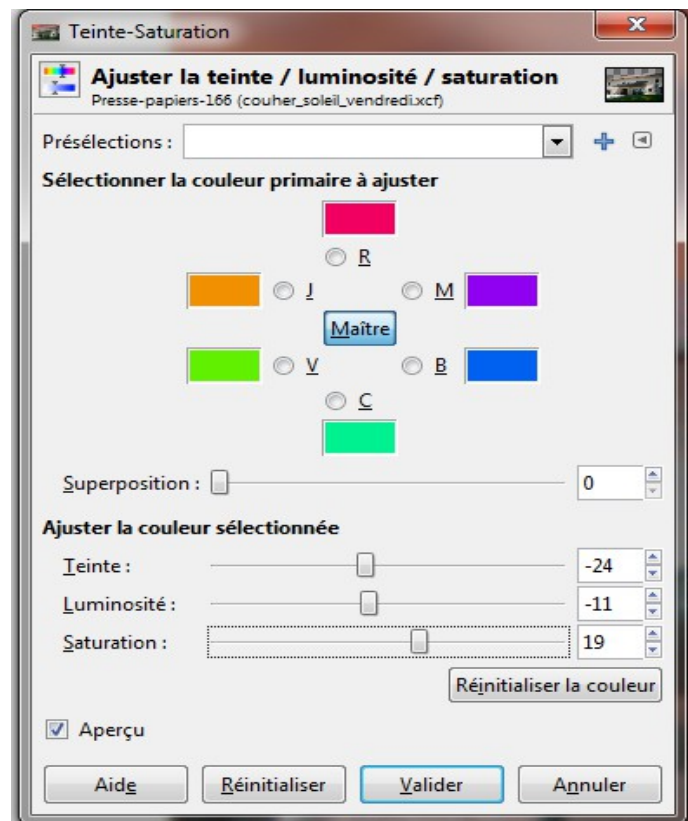 Teinte-Saturation
Ajuster la teinte / luminosité / saturation
Presse-papiers-166 (couher_soleil_vendredi.xcf)
Présélections :
Sélectionner la couleur primaire à ajuster
R
J M
Maître
V B
C
Superposition : 0
Ajuster la couleur sélectionnée
Teinte : -24
Luminosité : -11
Saturation : 19
Réinitialiser la couleur
Aperçu
Aide Réinitialiser Valider Annuler